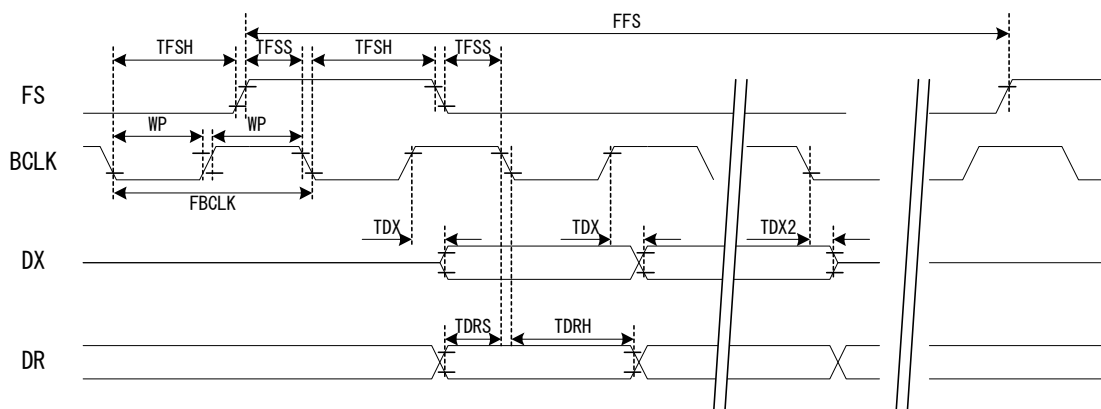 FFS
TFSH TFSS TFSH TFSS
FS
WP WP
BCLK
FBCLK
TDX TDX TDX2
DX
TDRS TDRH
DR